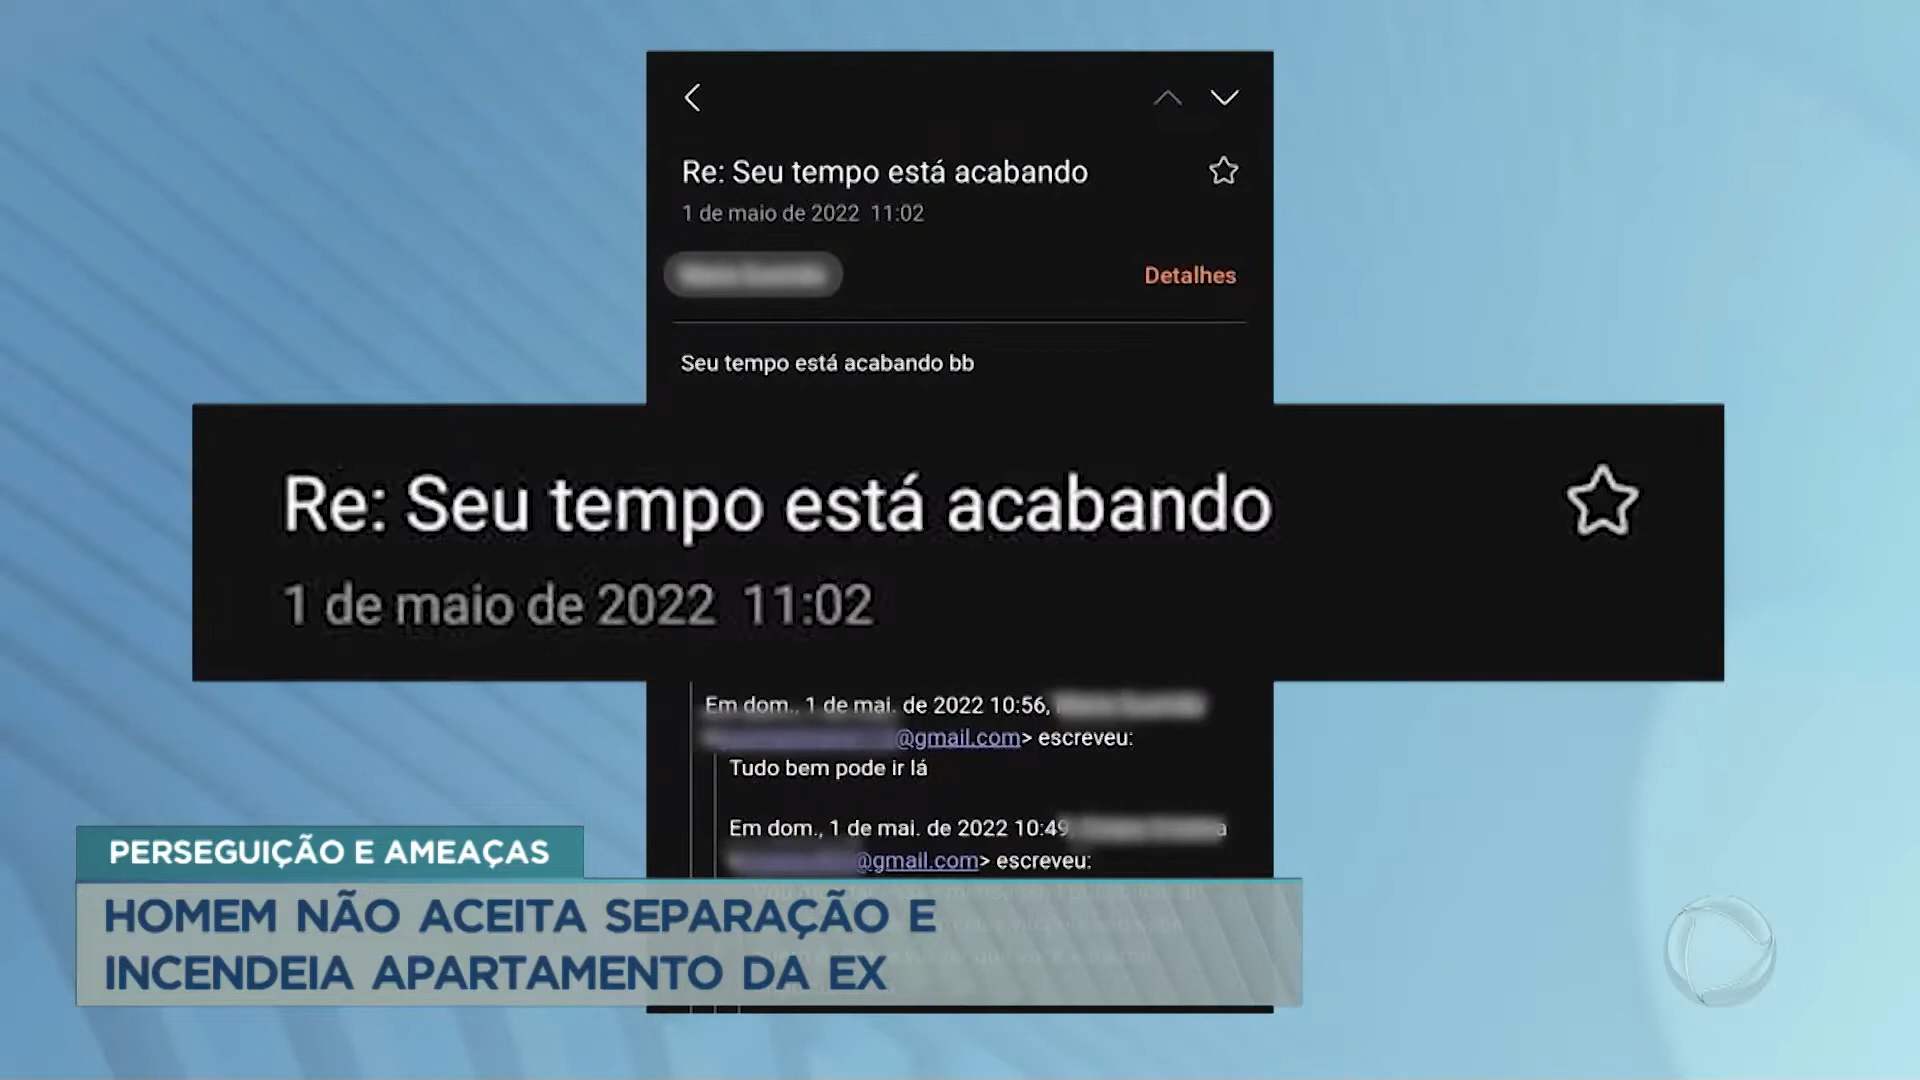 Re: Seu tempo está acabando
1 de maio de 2022 11:02
Detalhes
Seu tempo está acabando bb
Re: Seu tempo está acabando
1 de maio de 2022 11:02
Em dom., 1 de mai. de 2022 10:56,
@gmail.com> escreveu:
Tudo bem pode ir lá
Em dom., 1 de mai. de 2022 10:49
@gmail.com> escreveu:
PERSEGUIÇÃO E AMEAÇAS
HOMEM NÃO ACEITA SEPARAÇÃO E
INCENDEIA APARTAMENTO DA EX